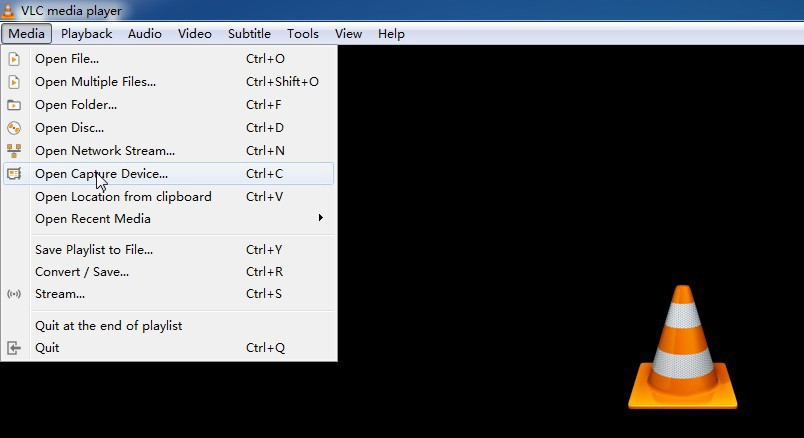 VLC media player
Media Playback Audio Video Subtitle Tools View Help
Open File... Ctrl+O
Open Multiple Files... Ctrl+Shift+O
Open Folder... Ctrl+F
Open Disc... Ctrl+D
Open Network Stream... Ctrl+N
Open Capture Device... Ctrl+C
Open Location from clipboard Ctrl+V
Open Recent Media
Save Playlist to File... Ctrl+Y
Convert / Save... Ctrl+R
Stream... Ctrl+S
Quit at the end of playlist
Quit Ctrl+Q